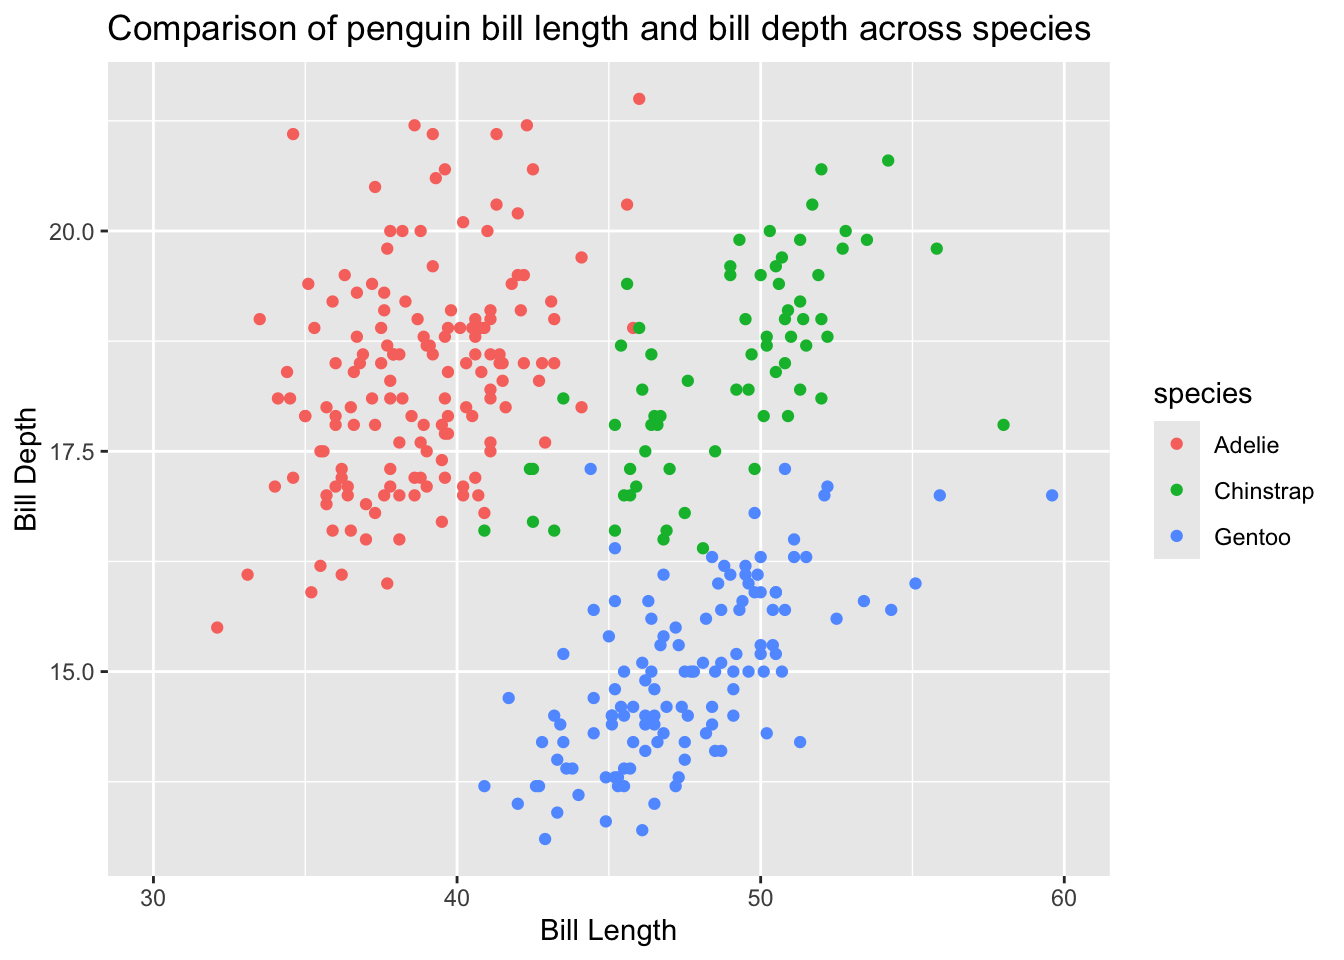 Comparison of penguin bill length and bill depth across species
20.0
17.5
15.0
Bill Depth
30
40
50
60
Bill Length
species
Adelie
Chinstrap
Gentoo